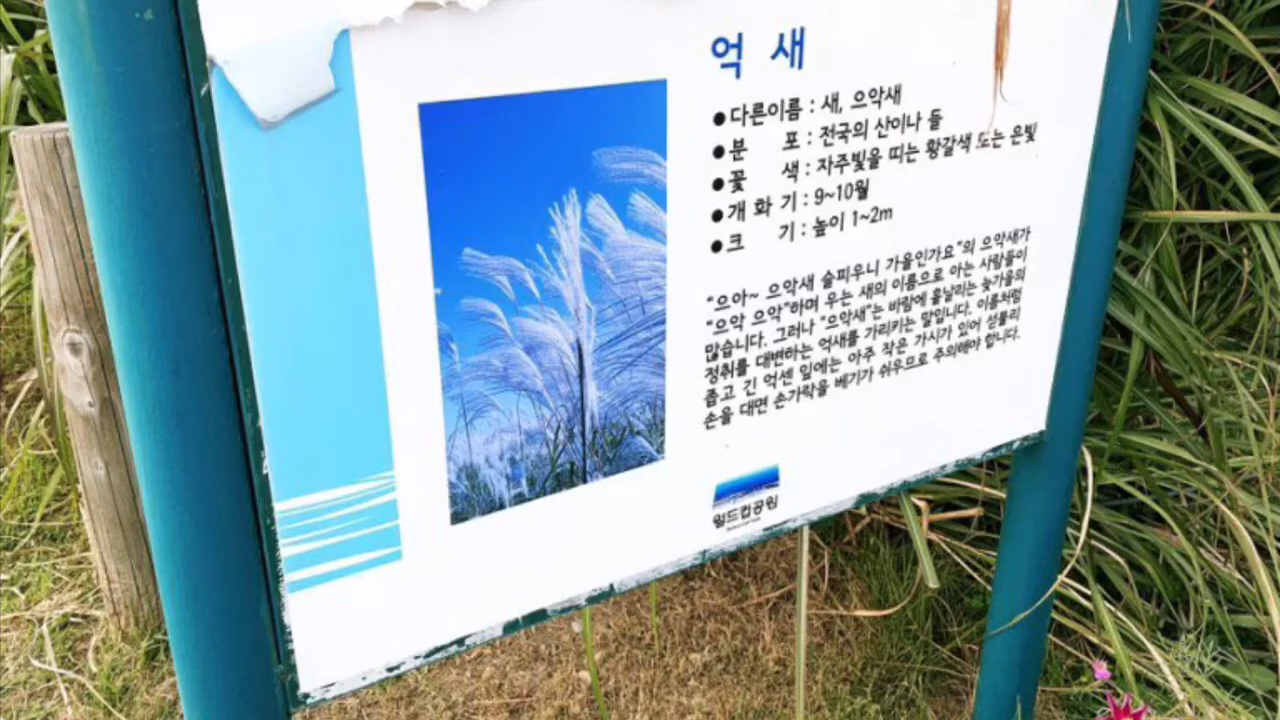 억 새
●다른이름 : 새, 으악새
●분 포 : 전국의 산이나 들
●꽃 색 : 자주빛을 띠는 황갈색 또는 은빛
●개 화 기 : 9~10월
●크 기 : 높이 1~2m
"으아~ 으악새 슬피우니 가을인가요"의 으악새가
"으악 으악"하며 우는 새의 이름으로 아는 사람들이
많습니다. 그러나 "으악새"는 바람에 흩날리는 늦가을의
정취를 대변하는 억새를 가리키는 말입니다. 이름처럼
좁고 긴 억센 잎에는 아주 작은 가시가 있어 섣불리
손을 대면 손가락을 베기가 쉬우므로 주의해야 합니다.
월드컵공원